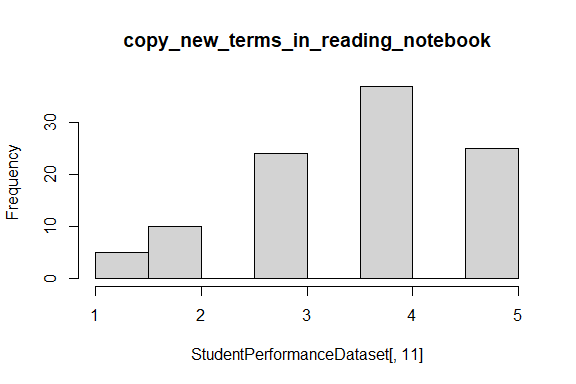 copy_new_terms_in_reading_notebook
Frequency
30
20
10
0
1 2 3 4 5
StudentPerformanceDataset[, 11]